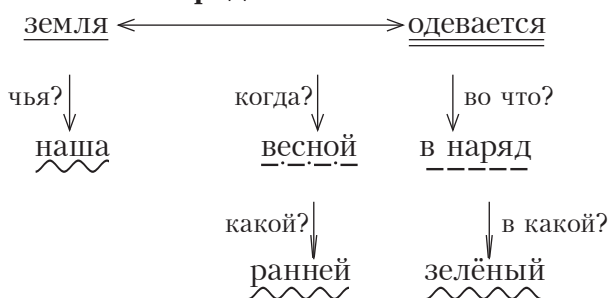 земля одевается
чья? когда? во что?
наша весной в наряд
какой? в какой?
ранней зелёный